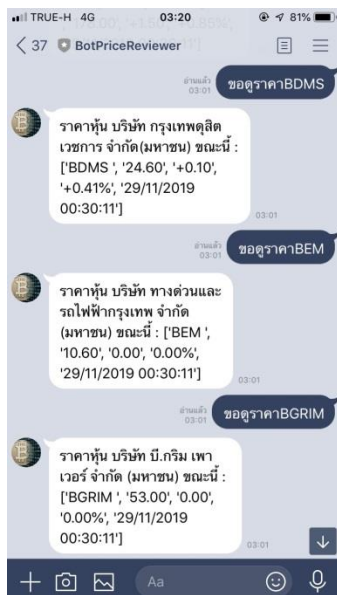 TRUE-H 4G 03:20 81%
37 BotPriceReviewer
อ่านแล้ว
03:01
ขอดูราคาBDMS
ราคาหุ้น บริษัท กรุงเทพดุสิต
เวชการ จำกัด(มหาชน) ขณะนี้ :
['BDMS ', '24.60', '+0.10',
'+0.41%', '29/11/2019
00:30:11']
03:01
อ่านแล้ว
03:01
ขอดูราคาBEM
ราคาหุ้น บริษัท ทางด่วนและ
รถไฟฟ้ากรุงเทพ จำกัด
(มหาชน) ขณะนี้ : ['BEM ',
'10.60', '0.00', '0.00%',
'29/11/2019 00:30:11']
03:01
อ่านแล้ว
03:01
ขอดูราคาBGRIM
ราคาหุ้น บริษัท บี.กริม เพา
เวอร์ จำกัด (มหาชน) ขณะนี้ :
['BGRIM ', '53.00', '0.00',
'0.00%', '29/11/2019
00:30:11']
03:01
Aa